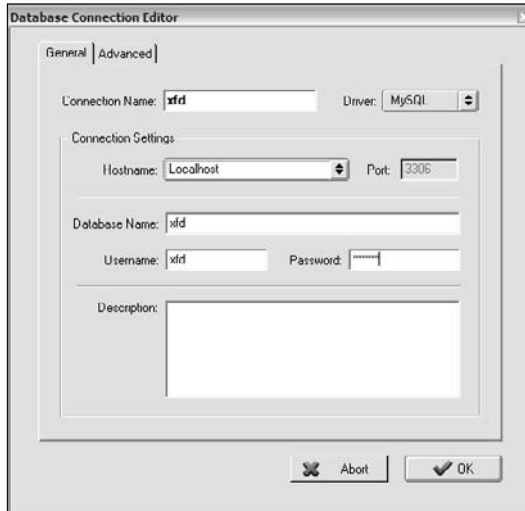 Database Connection Editor
General Advanced
Connection Name: xfd Driver: MySQL
Connection Settings
Hostname: Localhost Port: 3306
Database Name: xfd
Username: xfd Password: ********
Description:
Abort OK